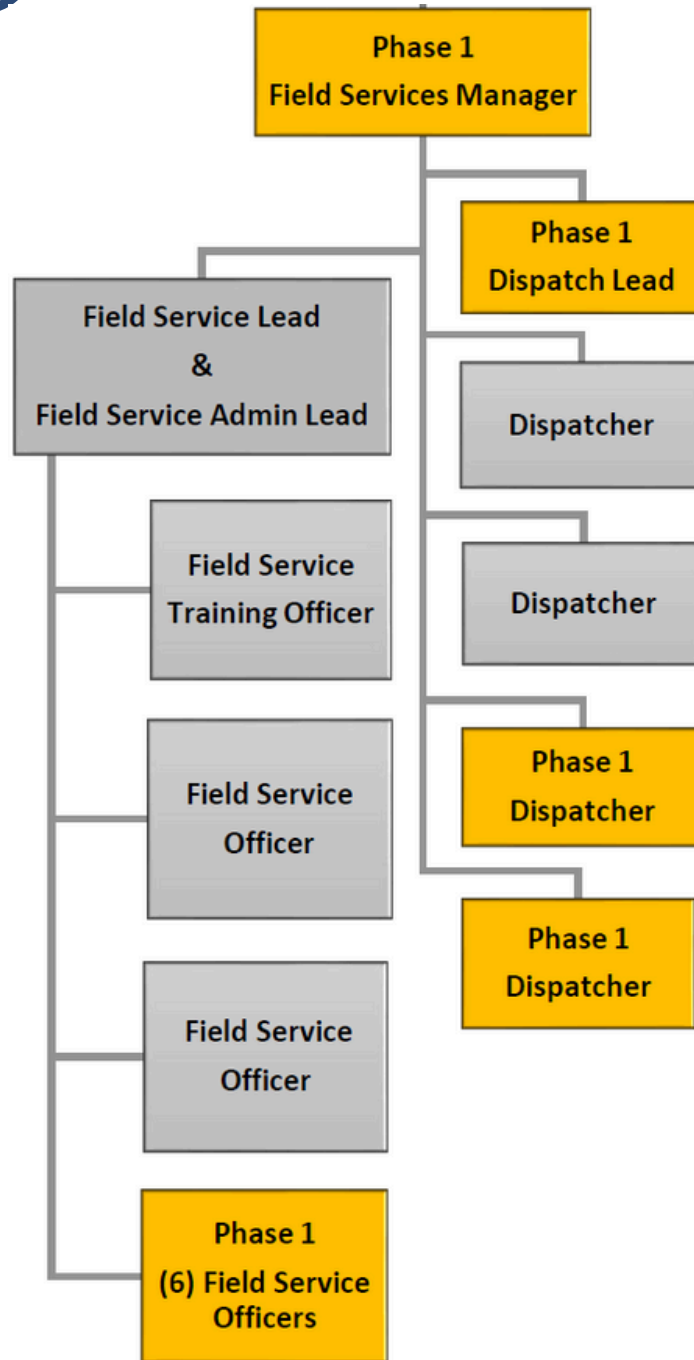 Phase 1
Field Services Manager
Phase 1
Dispatch Lead
Field Service Lead
&
Field Service Admin Lead
Dispatcher
Field Service
Training Officer
Dispatcher
Field Service
Officer
Phase 1
Dispatcher
Phase 1
Dispatcher
Field Service
Officer
Phase 1
(6) Field Service
Officers